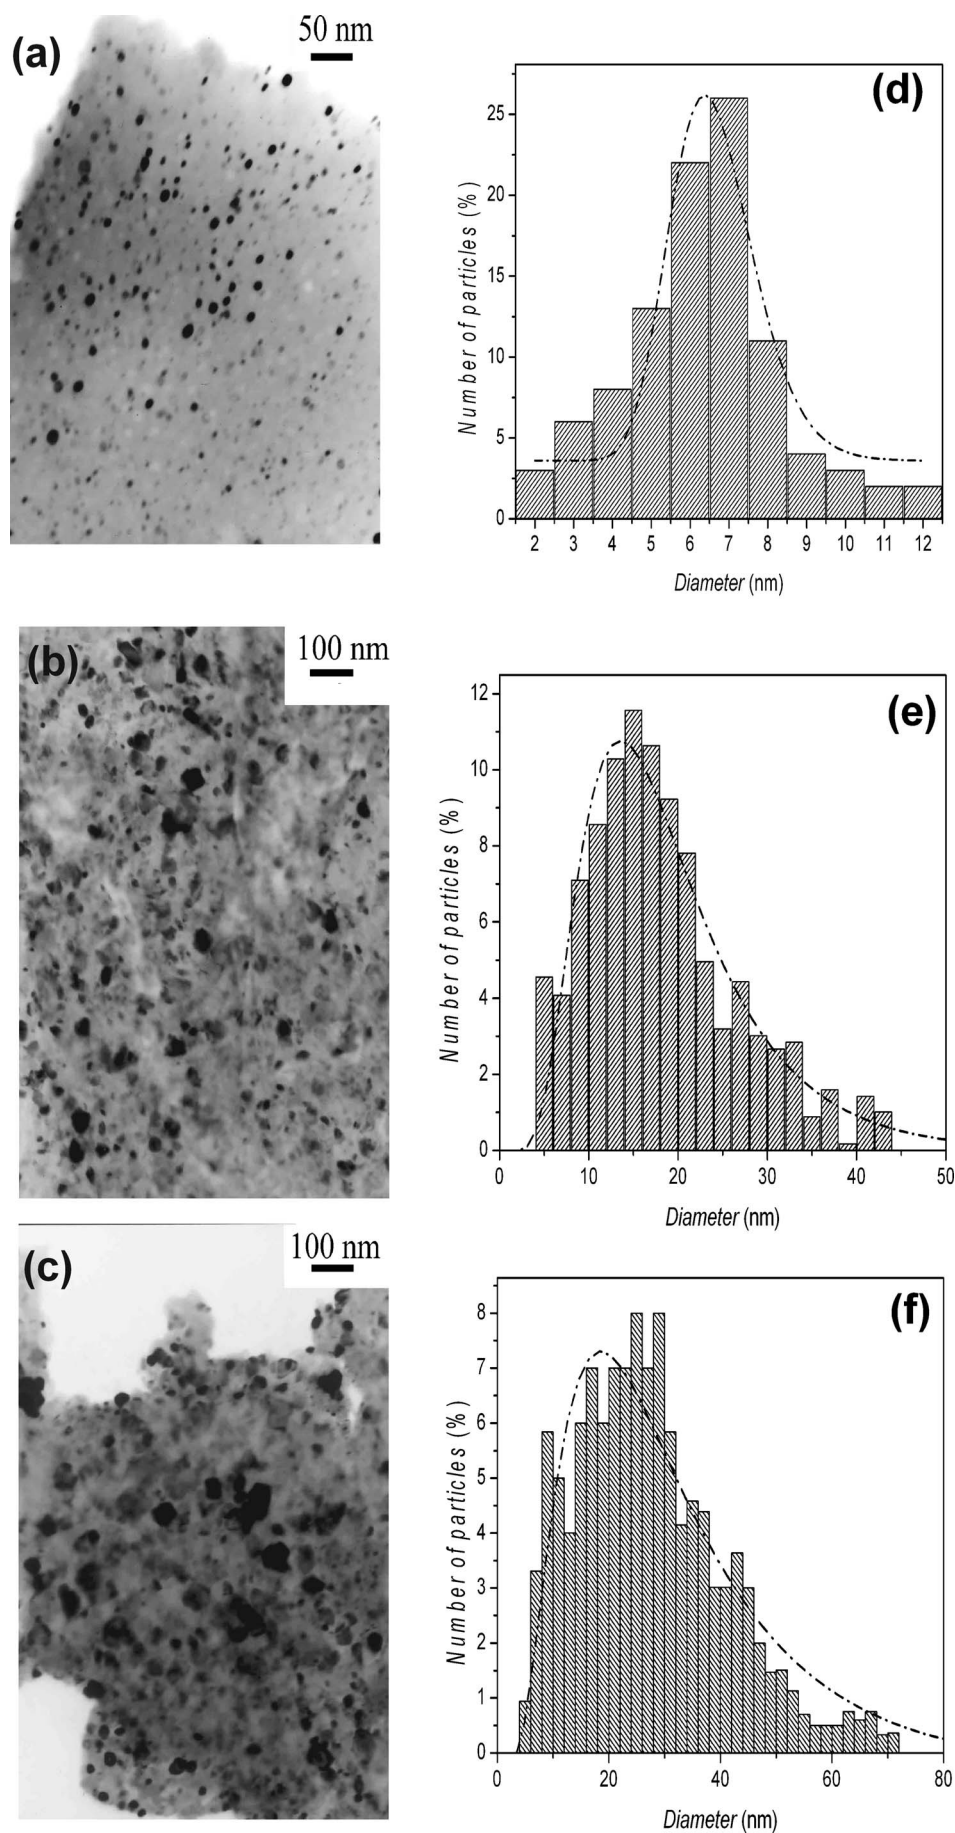 (a)
50 nm
(d)
25
20
15
10
5
0
Number of particles (%)
2 3 4 5 6 7 8 9 10 11 12
Diameter (nm)
(b)
100 nm
(e)
12
10
8
6
4
2
0
Number of particles (%)
0 10 20 30 40 50
Diameter (nm)
(c)
100 nm
(f)
8
7
6
5
4
3
2
1
0
Number of particles (%)
0 20 40 60 80
Diameter (nm)